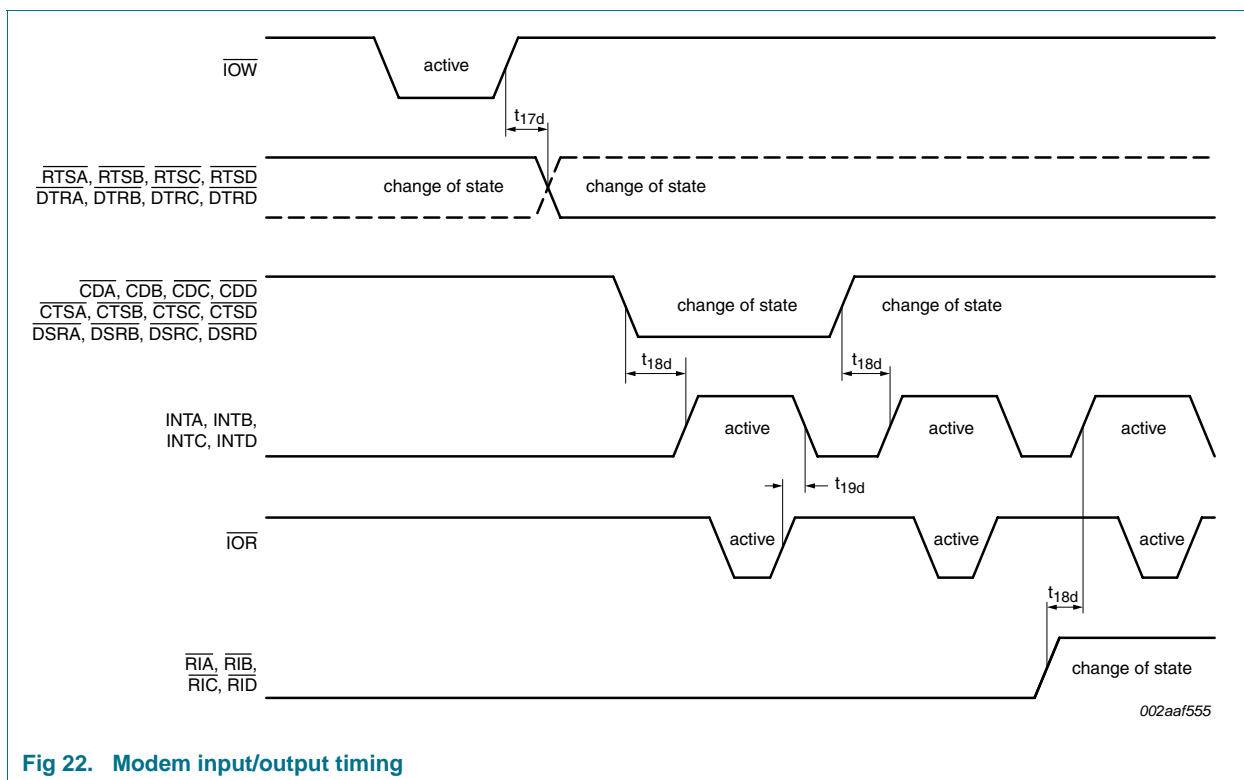 IOW
active
t17d
RTSA, RTSB, RTSC, RTSD
DTRA, DTRB, DTRC, DTRD
change of state
change of state
CDA, CDB, CDC, CDD
CTSA, CTSB, CTSC, CTSD
DSRA, DSRB, DSRC, DSRD
change of state
change of state
t18d
t18d
INTA, INTB,
INTC, INTD
active
active
active
t19d
IOR
active
active
active
t18d
RIA, RIB,
RIC, RID
change of state
002aaf555
Fig 22. Modem input/output timing